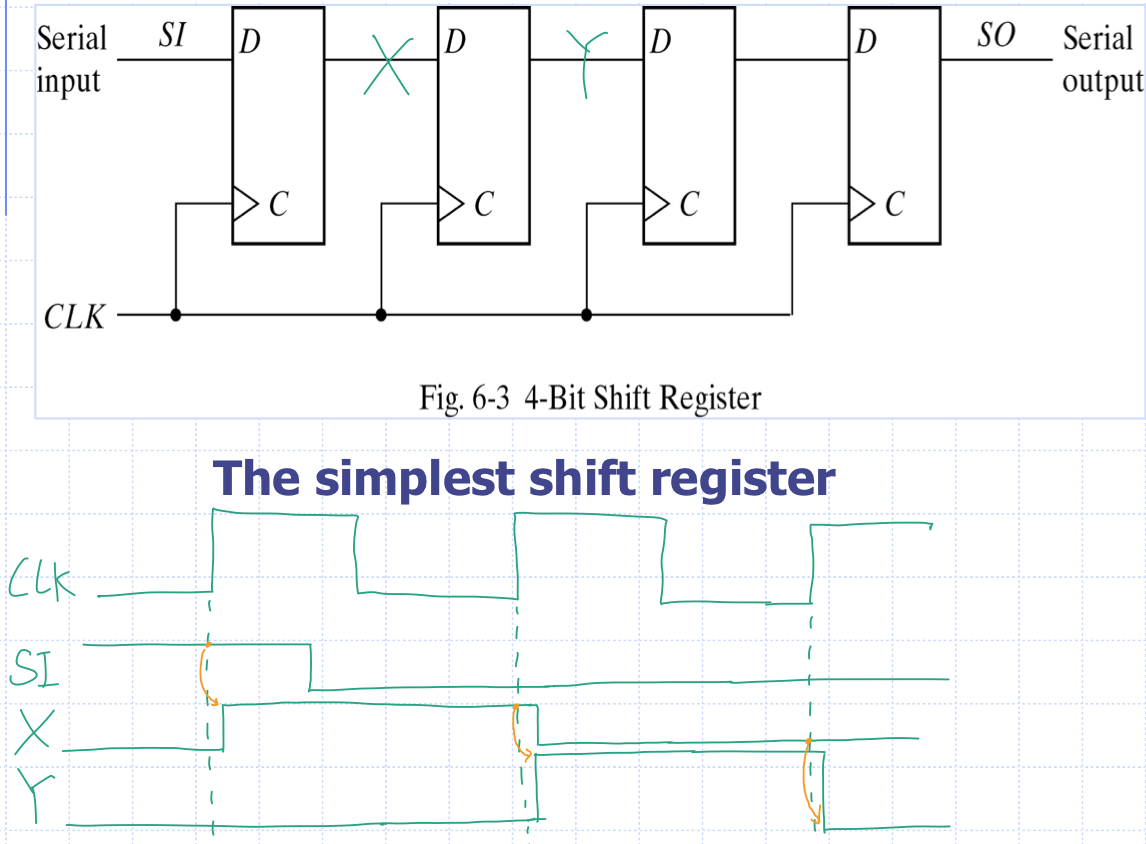 Serial SI D X D Y D D SO Serial
input output
C C C C
CLK
Fig. 6-3 4-Bit Shift Register
The simplest shift register
CLK
SI
X
Y